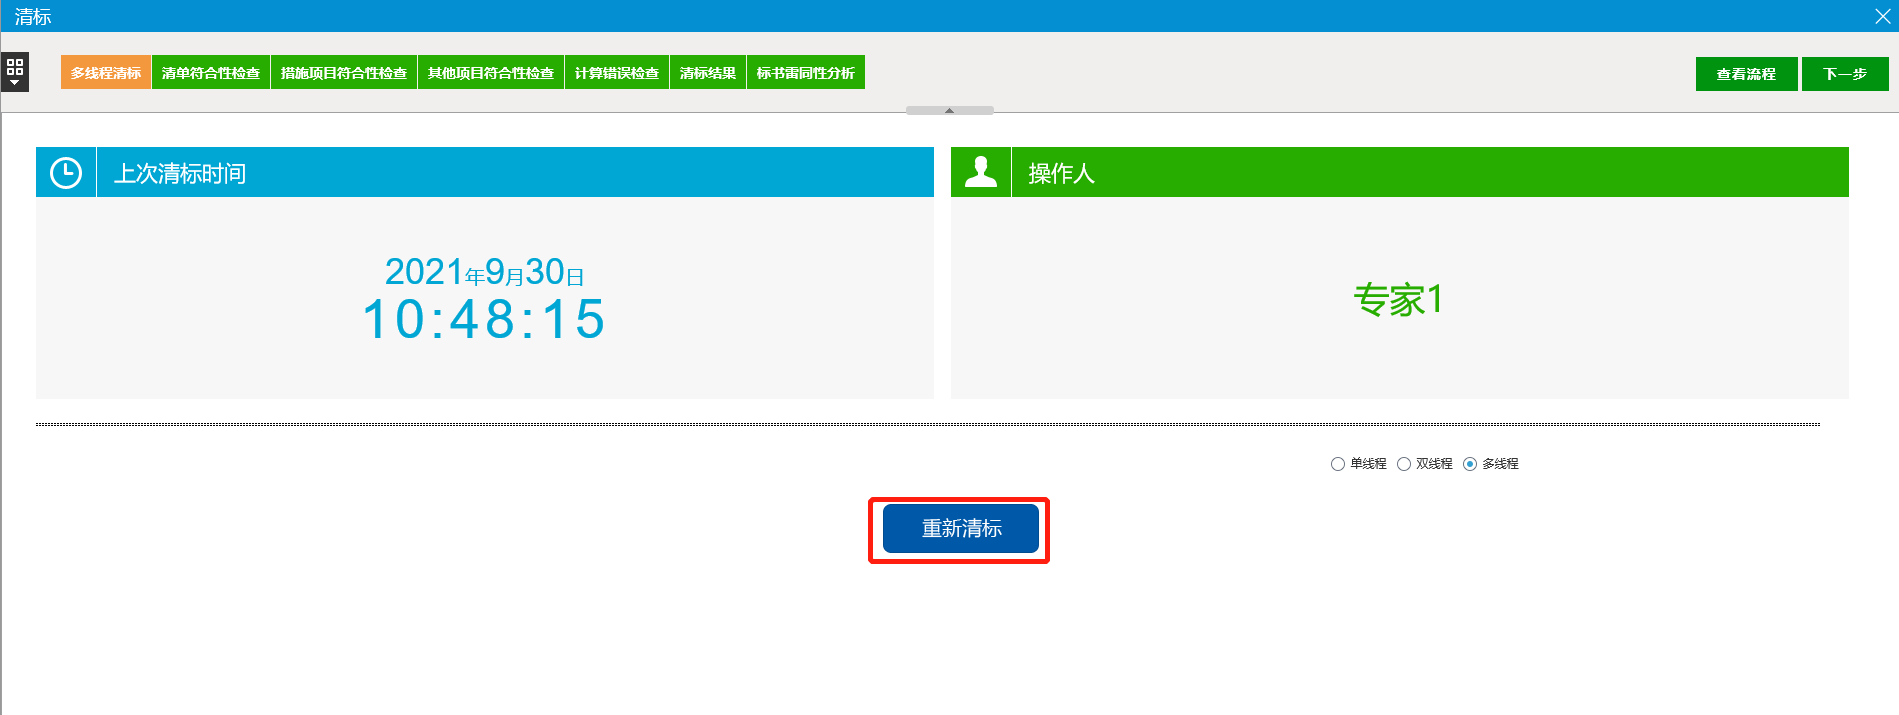 清标
多线程清标 清单符合性检查 措施项目符合性检查 其他项目符合性检查 计算错误检查 清标结果 标书雷同性分析 查看流程 下一步
上次清标时间 操作人
2021年9月30日
10:48:15
专家1
单线程 双线程 多线程
重新清标